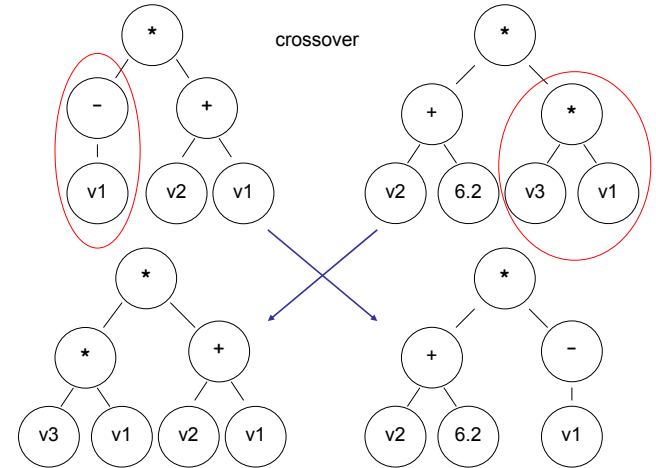 * crossover *
- + + *
v1 v2 v1 v2 6.2 v3 v1
* *
* + + -
v3 v1 v2 v1 v2 6.2 v1